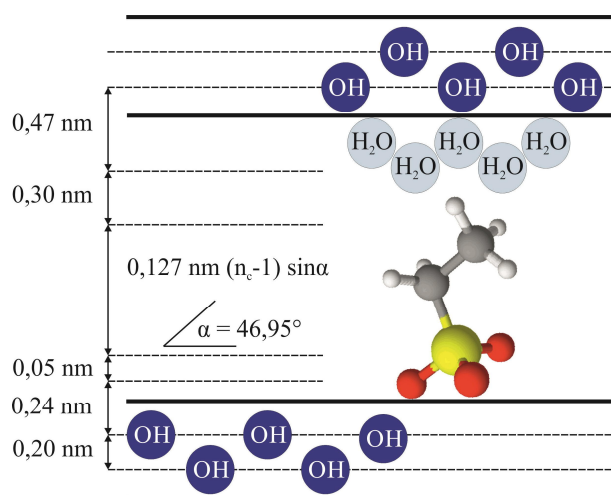 OH OH
OH OH OH
0,47 nm
H₂O H₂O H₂O
H₂O H₂O
0,30 nm
0,127 nm (n_c-1) sinα
α = 46,95°
0,05 nm
0,24 nm
OH OH OH
0,20 nm
OH OH